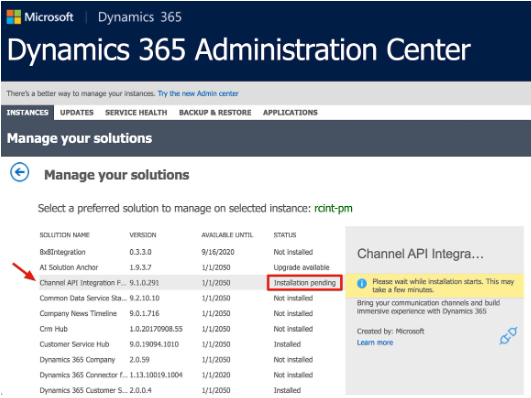 Microsoft | Dynamics 365
Dynamics 365 Administration Center
There's a better way to manage your instances. Try the new Admin center
INSTANCES UPDATES SERVICE HEALTH BACKUP & RESTORE APPLICATIONS
Manage your solutions
Manage your solutions
Select a preferred solution to manage on selected instance: rcint-pm
SOLUTION NAME VERSION AVAILABLE UNTIL STATUS
8x8Integration 0.3.3.0 9/16/2020 Not installed
AI Solution Anchor 1.9.3.7 1/1/2050 Upgrade available
Channel API Integration F... 9.1.0.291 1/1/2050 Installation pending
Common Data Service Sta... 9.2.10.10 1/1/2050 Not installed
Company News Timeline 9.0.1.716 1/1/2050 Not installed
Crm Hub 1.0.20170908.55 1/1/2050 Not installed
Customer Service Hub 9.0.19094.1010 1/1/2050 Installed
Dynamics 365 Company 2.0.59 1/1/2050 Not installed
Dynamics 365 Connector f... 1.13.10019.1004 1/1/2020 Not installed
Dynamics 365 Customer S... 2.0.0.4 1/1/2050 Installed
Channel API Integra...
Please wait while installation starts. This may
take a few minutes.
Bring your communication channels and build
immersive experience with Dynamics 365
Created by: Microsoft
Learn more